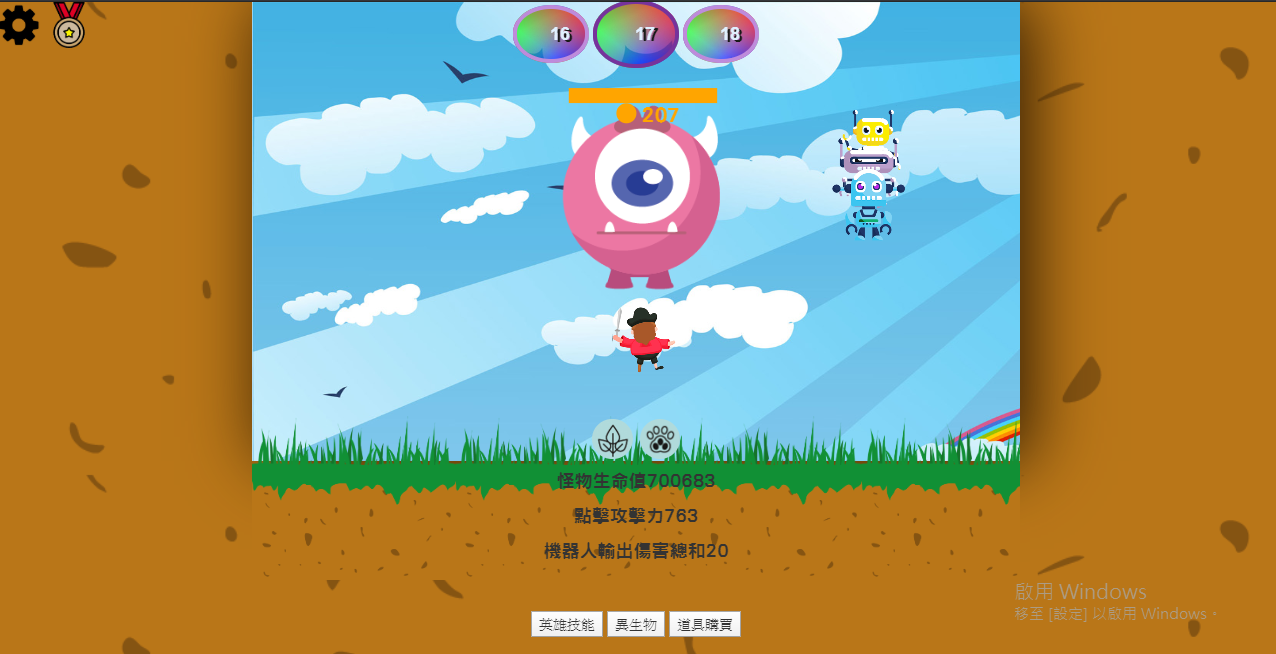 16 17 18
207
怪物生命值700683
點擊攻擊力763
機器人輸出傷害總和20
英雄技能 異生物 道具購買
啟用 Windows
移至 [設定] 以啟用 Windows。